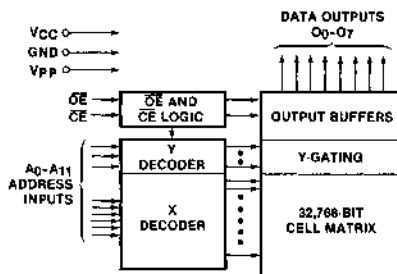 DATA OUTPUTS
O0-O7
VCC
GND
VPP
OE
CE
OE AND
CE LOGIC
OUTPUT BUFFERS
A0-A11
ADDRESS
INPUTS
Y
DECODER
Y-GATING
X
DECODER
32,768-BIT
CELL MATRIX